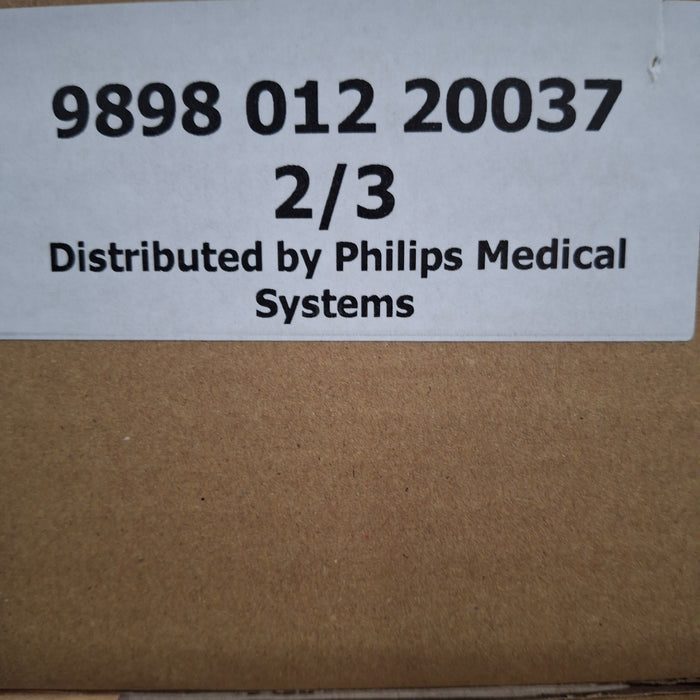 9898 012 20037
2/3
Distributed by Philips Medical
Systems